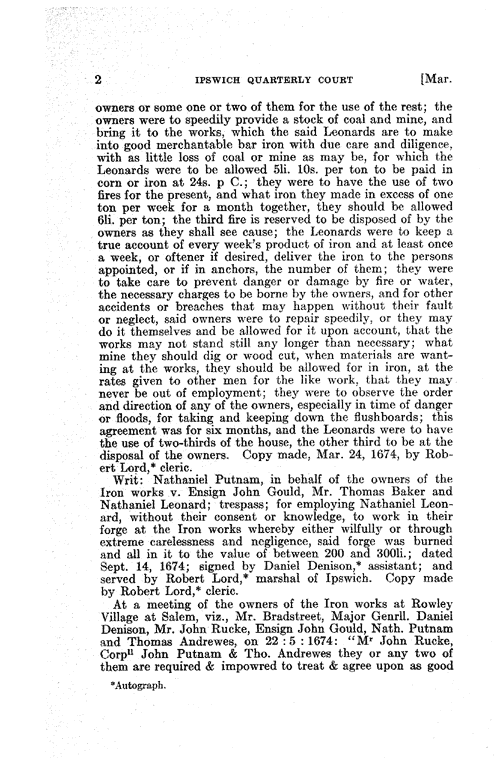 2 IPSWICH QUARTERLY COURT [Mar.
owners or some one or two of them for the use of the rest; the
owners were to speedily provide a stock of coal and mine, and
bring it to the works, which the said Leonards are to make
into good merchantable bar iron with due care and diligence,
with as little loss of coal or mine as may be, for which the
Leonards were to be allowed 5li. 10s. per ton to be paid in
corn or iron at 24s. p C.; they were to have the use of two
fires for the present, and what iron they made in excess of one
ton per week for a month together, they should be allowed
6li. per ton; the third fire is reserved to be disposed of by the
owners as they shall see cause; the Leonards were to keep a
true account of every week's product of iron and at least once
a week, or oftener if desired, deliver the iron to the persons
appointed, or if in anchors, the number of them; they were
to take care to prevent danger or damage by fire or water,
the necessary charges to be borne by the owners, and for other
accidents or breaches that may happen without their fault
or neglect, said owners were to repair speedily, or they may
do it themselves and be allowed for it upon account, that the
works may not stand still any longer than necessary; what
mine they should dig or wood cut, when materials are want-
ing at the works, they should be allowed for in iron, at the
rates given to other men for the like work, that they may
never be out of employment; they were to observe the order
and direction of any of the owners, especially in time of danger
or floods, for taking and keeping down the flushboards; this
agreement was for six months, and the Leonards were to have
the use of two-thirds of the house, the other third to be at the
disposal of the owners. Copy made, Mar. 24, 1674, by Rob-
ert Lord,* cleric.
Writ: Nathaniel Putnam, in behalf of the owners of the
Iron works v. Ensign John Gould, Mr. Thomas Baker and
Nathaniel Leonard; trespass; for employing Nathaniel Leon-
ard, without their consent or knowledge, to work in their
forge at the Iron works whereby either wilfully or through
extreme carelessness and negligence, said forge was burned
and all in it to the value of between 200 and 300li.; dated
Sept. 14, 1674; signed by Daniel Denison,* assistant; and
served by Robert Lord,* marshal of Ipswich. Copy made
by Robert Lord,* cleric.
At a meeting of the owners of the Iron works at Rowley
Village at Salem, viz., Mr. Bradstreet, Major Genrll. Daniel
Denison, Mr. John Rucke, Ensign John Gould, Nath. Putnam
and Thomas Andrewes, on 22 : 5 : 1674: "Mr John Rucke,
Corpll John Putnam & Tho. Andrewes they or any two of
them are required & impowred to treat & agree upon as good
*Autograph.